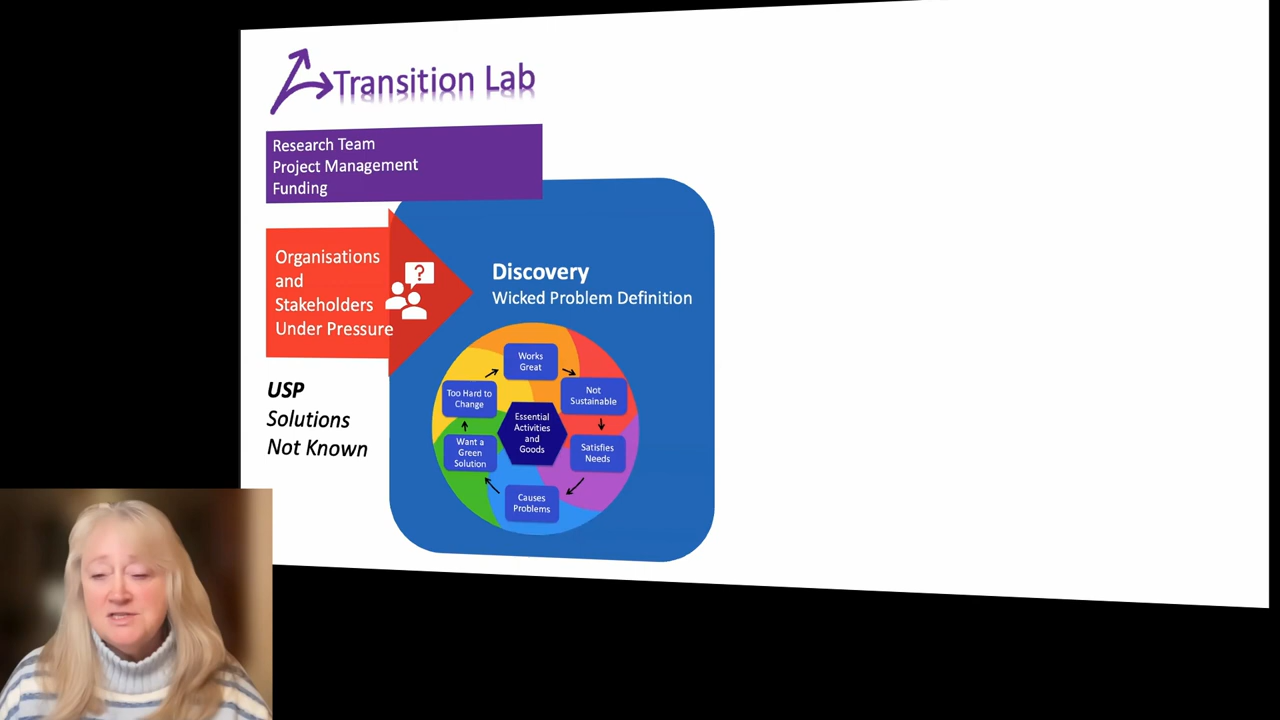 Transition Lab
Research Team
Project Management
Funding
Organisations
and
Stakeholders
Under Pressure
?
USP
Solutions
Not Known
Discovery
Wicked Problem Definition
Works
Great
Not
Sustainable
Satisfies
Needs
Causes
Problems
Want a
Green
Solution
Too Hard to
Change
Essential
Activities
and
Goods